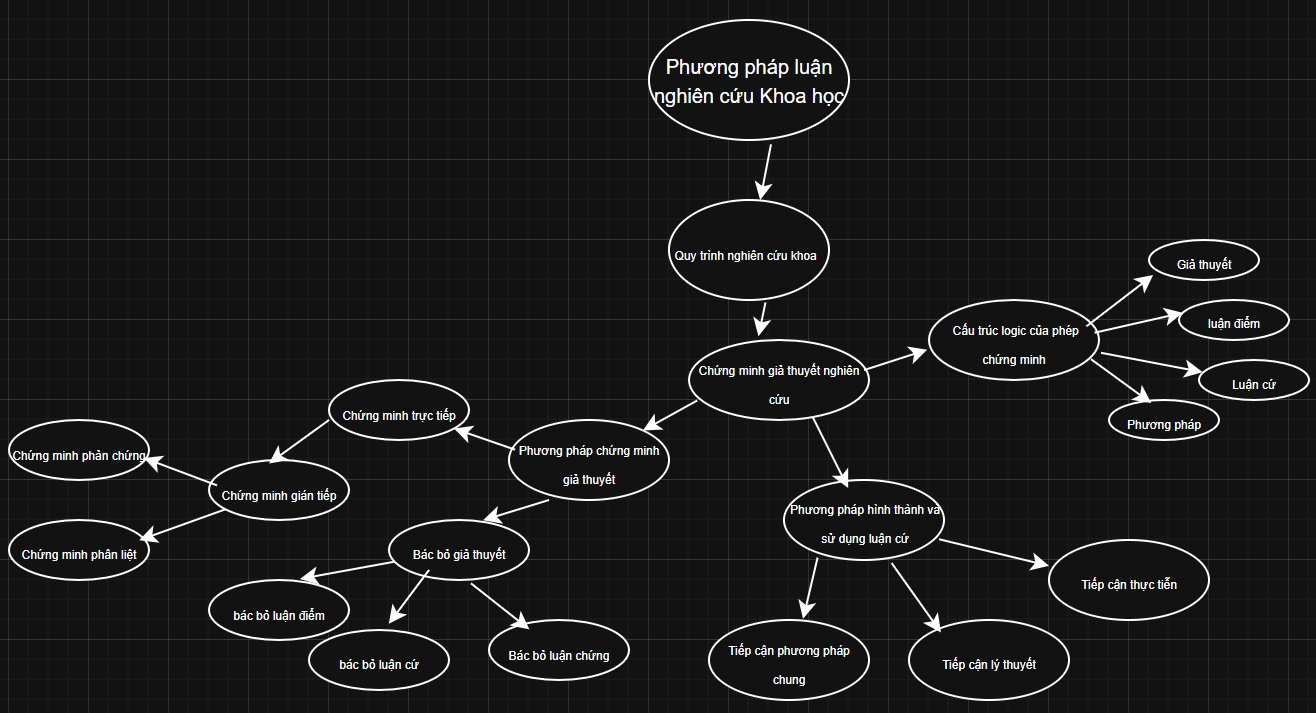 Phương pháp luận
nghiên cứu Khoa học
Quy trình nghiên cứu khoa
Giả thuyết
luận điểm
Cấu trúc logic của phép
chứng minh
Luận cứ
Phương pháp
Chứng minh giả thuyết nghiên
cứu
Chứng minh trực tiếp
Phương pháp chứng minh
giả thuyết
Chứng minh phản chứng
Chứng minh gián tiếp
Chứng minh phân liệt
Phương pháp hình thành và
sử dụng luận cứ
Bác bỏ giả thuyết
Tiếp cận thực tiễn
bác bỏ luận điểm
bác bỏ luận cứ
Bác bỏ luận chứng
Tiếp cận phương pháp
chung
Tiếp cận lý thuyết